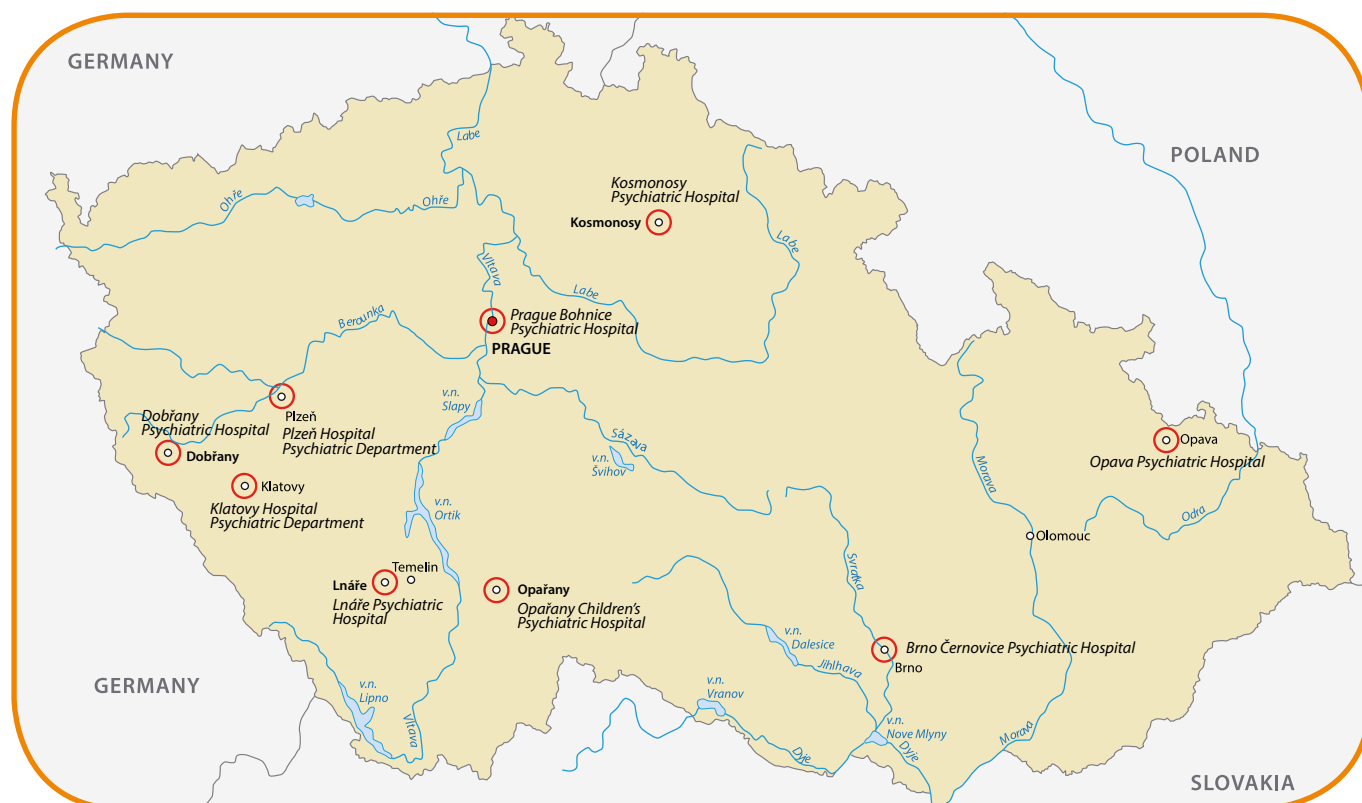 GERMANY
Labe
POLAND
Kosmonosy
Psychiatric Hospital
Ohře
Ohře
Kosmonosy
Labe
Vltava
Labe
Berounka
Prague Bohnice
Psychiatric Hospital
PRAGUE
v.n.
Slapy
Dobřany
Psychiatric Hospital
Plzeň
Plzeň Hospital
Psychiatric Department
Sázava
Opava
Opava Psychiatric Hospital
Dobřany
v.n.
Švihov
Morava
Klatovy
Klatovy Hospital
Psychiatric Department
v.n.
Ortik
Odra
Olomouc
Svratka
Temelin
Lnáře
Lnáře Psychiatric
Hospital
Opařany
Opařany Children's
Psychiatric Hospital
v.n.
Dalesice
Jihlhava
Brno Černovice Psychiatric Hospital
Brno
GERMANY
v.n.
Lipno
Vltava
v.n.
Vranov
v.n.
Nove Mlyny
Dyje
Dyje
Morava
SLOVAKIA